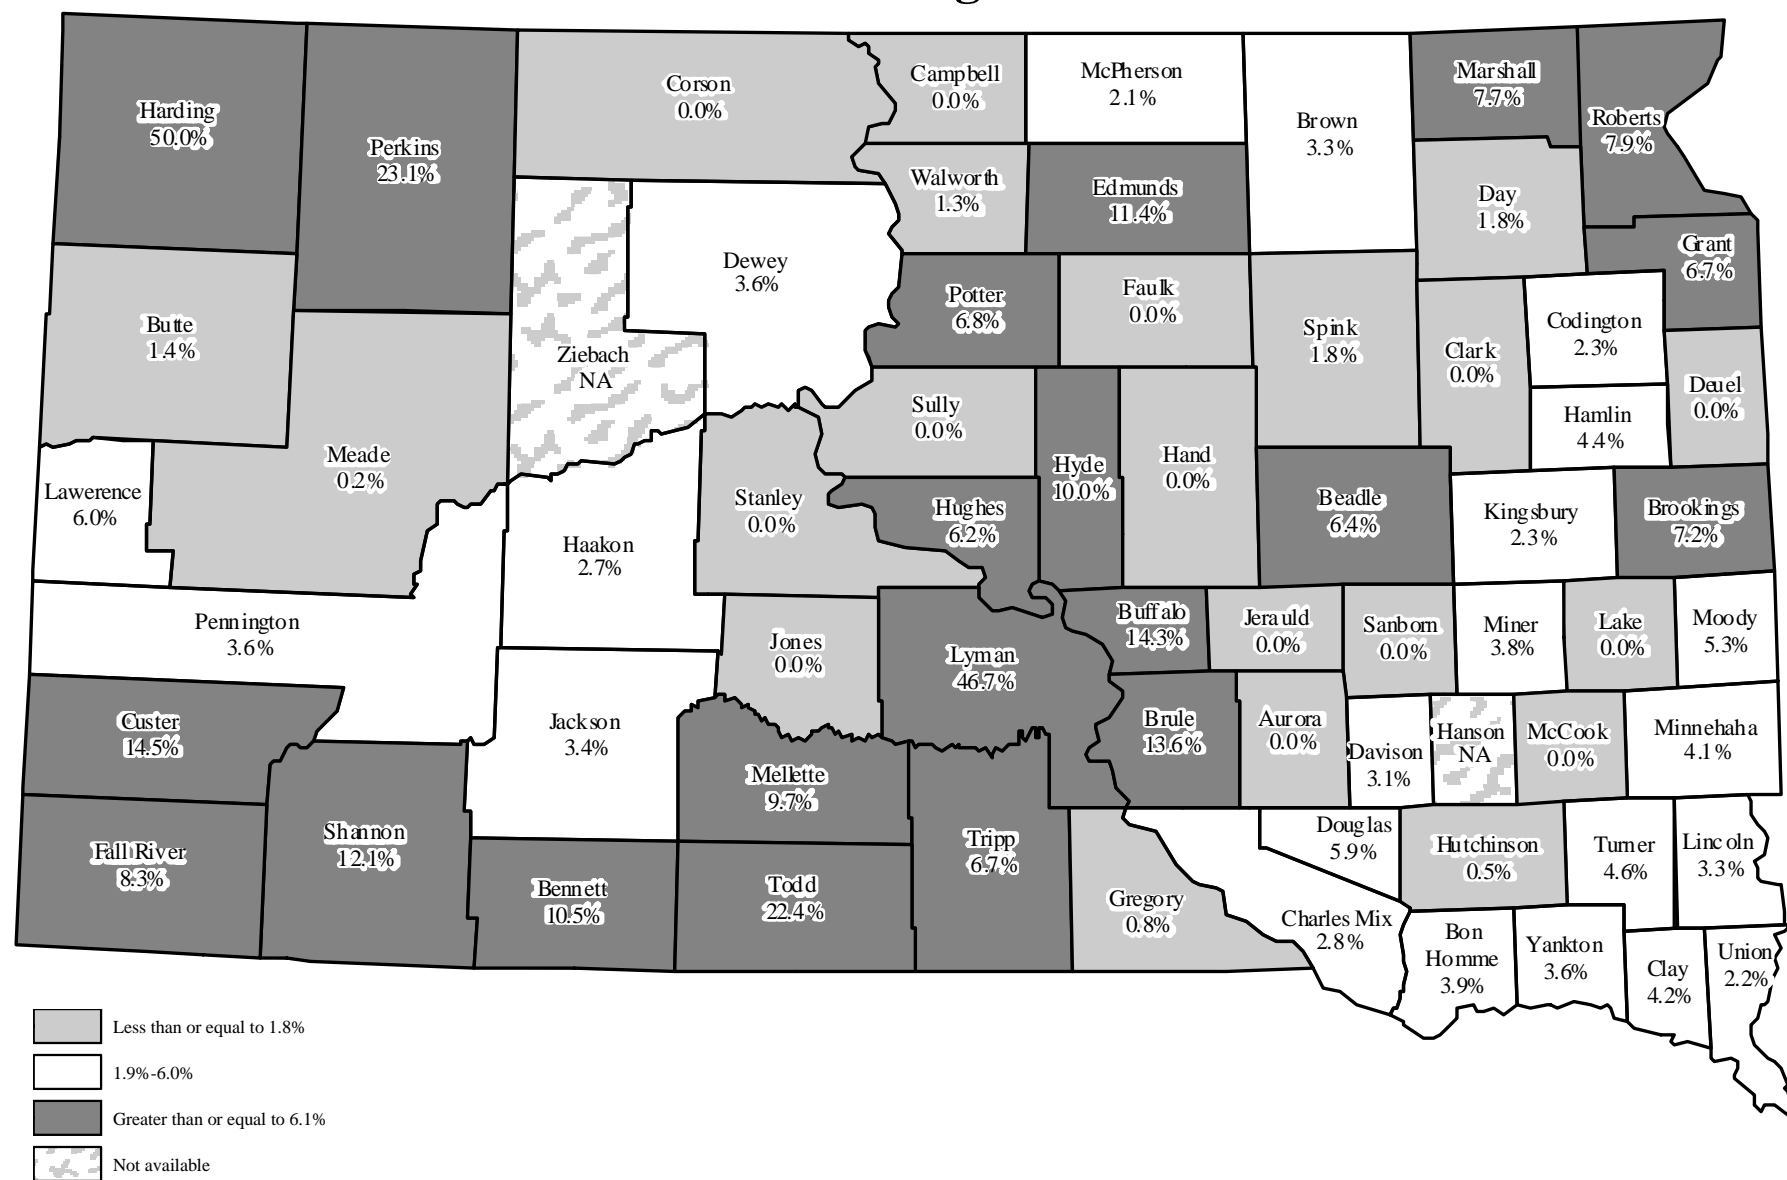 g
Harding
50.0%
Perkins
23.1%
Corson
0.0%
Campbell
0.0%
McPherson
2.1%
Brown
3.3%
Marshall
7.7%
Roberts
7.9%
Walworth
1.3%
Edmunds
11.4%
Day
1.8%
Grant
6.7%
Butte
1.4%
Ziebach
NA
Dewey
3.6%
Potter
6.8%
Faulk
0.0%
Spink
1.8%
Clark
0.0%
Codington
2.3%
Deuel
0.0%
Hamlin
4.4%
Lawerence
6.0%
Meade
0.2%
Sully
0.0%
Hyde
10.0%
Hand
0.0%
Stanley
0.0%
Hughes
6.2%
Beadle
6.4%
Kingsbury
2.3%
Brookings
7.2%
Haakon
2.7%
Pennington
3.6%
Jones
0.0%
Lyman
46.7%
Buffalo
14.3%
Jerauld
0.0%
Sanborn
0.0%
Miner
3.8%
Lake
0.0%
Moody
5.3%
Custer
14.5%
Jackson
3.4%
Brule
13.6%
Aurora
0.0%
Davison
3.1%
Hanson
NA
McCook
0.0%
Minnehaha
4.1%
Mellette
9.7%
Fall River
8.3%
Shannon
12.1%
Bennett
10.5%
Todd
22.4%
Tripp
6.7%
Gregory
0.8%
Douglas
5.9%
Charles Mix
2.8%
Hutchinson
0.5%
Turner
4.6%
Lincoln
3.3%
Bon
Homme
3.9%
Yankton
3.6%
Clay
4.2%
Union
2.2%
Less than or equal to 1.8%
1.9%-6.0%
Greater than or equal to 6.1%
Not available